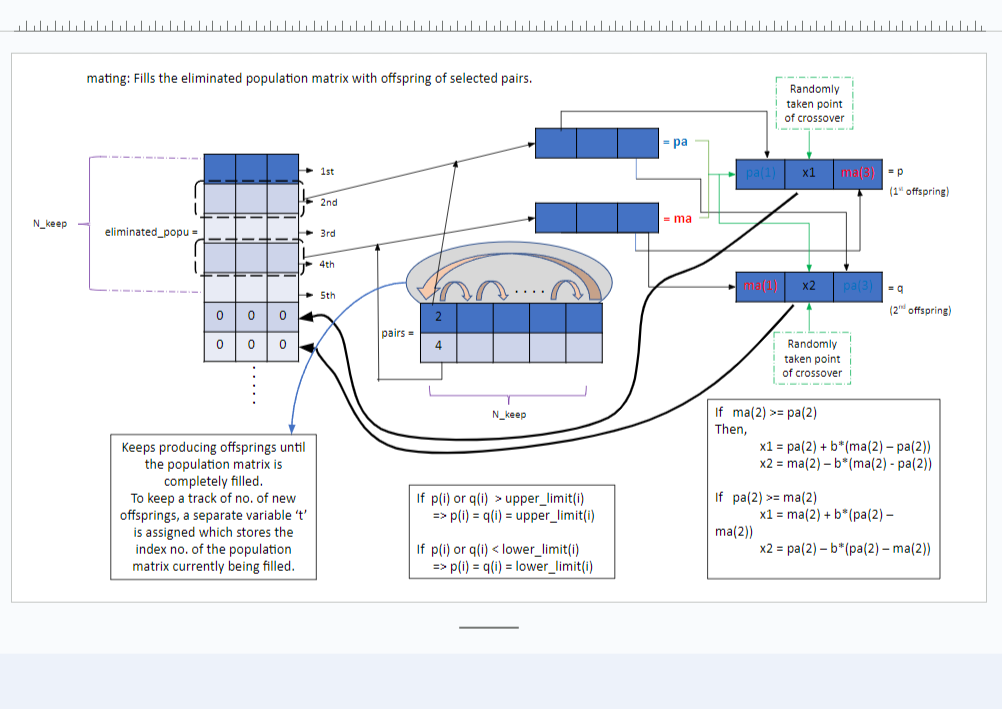 mating: Fills the eliminated population matrix with offspring of selected pairs.
Randomly
taken point
of crossover
= pa
pa(1) x1 ma(3) = p
(1st offspring)
1st
2nd
N_keep
eliminated_popu =
3rd
= ma
4th
5th
ma(1) x2 pa(3) = q
(2nd offspring)
0 0 0
0 0 0
pairs =
2
4
N_keep
Randomly
taken point
of crossover
Keeps producing offsprings until
the population matrix is
completely filled.
To keep a track of no. of new
offsprings, a separate variable ‘t’
is assigned which stores the
index no. of the population
matrix currently being filled.
If p(i) or q(i) > upper_limit(i)
=> p(i) = q(i) = upper_limit(i)
If p(i) or q(i) < lower_limit(i)
=> p(i) = q(i) = lower_limit(i)
If ma(2) >= pa(2)
Then,
x1 = pa(2) + b*(ma(2) – pa(2))
x2 = ma(2) – b*(ma(2) - pa(2))
If pa(2) >= ma(2)
x1 = ma(2) + b*(pa(2) –
ma(2))
x2 = pa(2) – b*(pa(2) – ma(2))